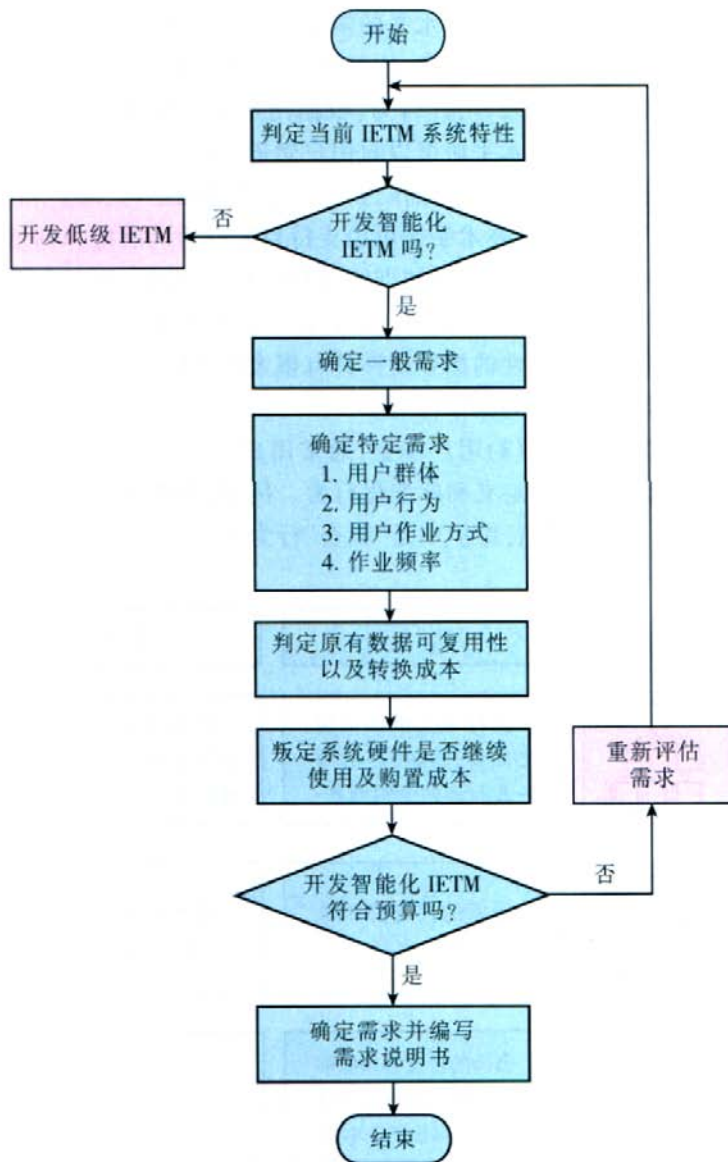 开始
判定当前 IETM 系统特性
开发智能化
IETM 吗?
否
开发低级 IETM
是
确定一般需求
确定特定需求
1. 用户群体
2. 用户行为
3. 用户作业方式
4. 作业频率
判定原有数据可复用性
以及转换成本
叛定系统硬件是否继续
使用及购置成本
重新评估
需求
开发智能化 IETM
符合预算吗?
否
是
确定需求并编写
需求说明书
结束